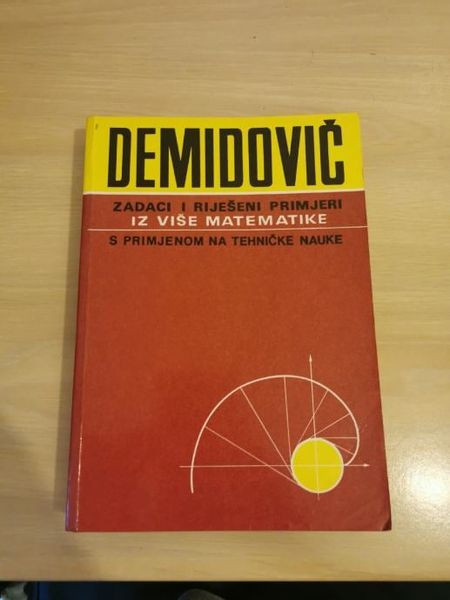 DEMIDOVIČ
ZADACI I RIJEŠENI PRIMJERI
IZ VIŠE MATEMATIKE
S PRIMJENOM NA TEHNIČKE NAUKE